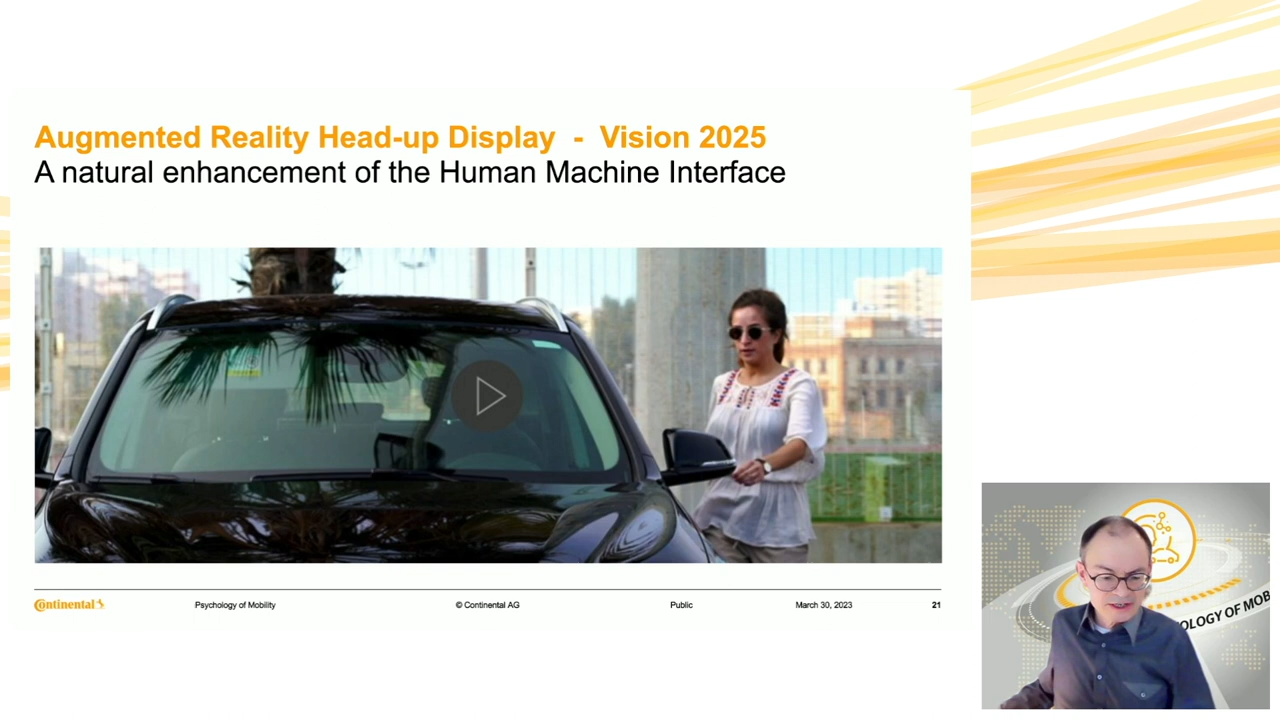 Augmented Reality Head-up Display - Vision 2025
A natural enhancement of the Human Machine Interface
Continental
Psychology of Mobility
© Continental AG
Public
March 30, 2023
21
OLOGY OF MOB